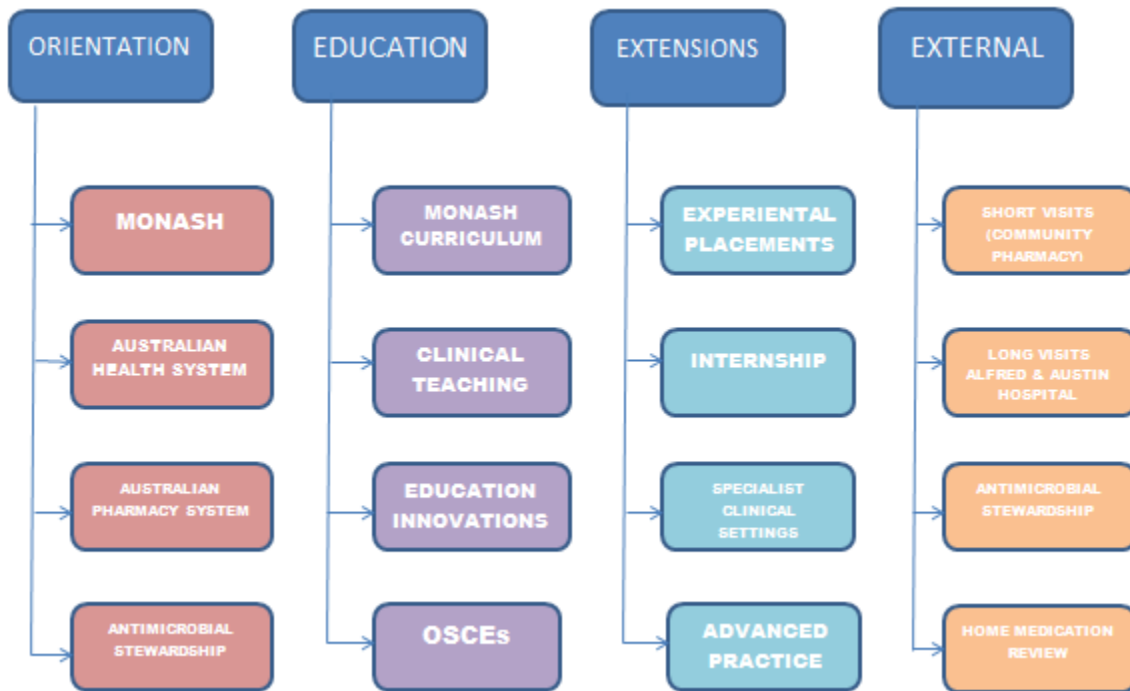 ORIENTATION
EDUCATION
EXTENSIONS
EXTERNAL
MONASH
AUSTRALIAN
HEALTH SYSTEM
AUSTRALIAN
PHARMACY SYSTEM
ANTIMICROBIAL
STEWARDSHIP
MONASH
CURRICULUM
CLINICAL
TEACHING
EDUCATION
INNOVATIONS
OSCEs
EXPERIENTAL
PLACEMENTS
INTERNSHIP
SPECIALIST
CLINICAL
SETTINGS
ADVANCED
PRACTICE
SHORT VISITS
(COMMUNITY
PHARMACY)
LONG VISITS
ALFRED & AUSTIN
HOSPITAL
ANTIMICROBIAL
STEWARDSHIP
HOME MEDICATION
REVIEW